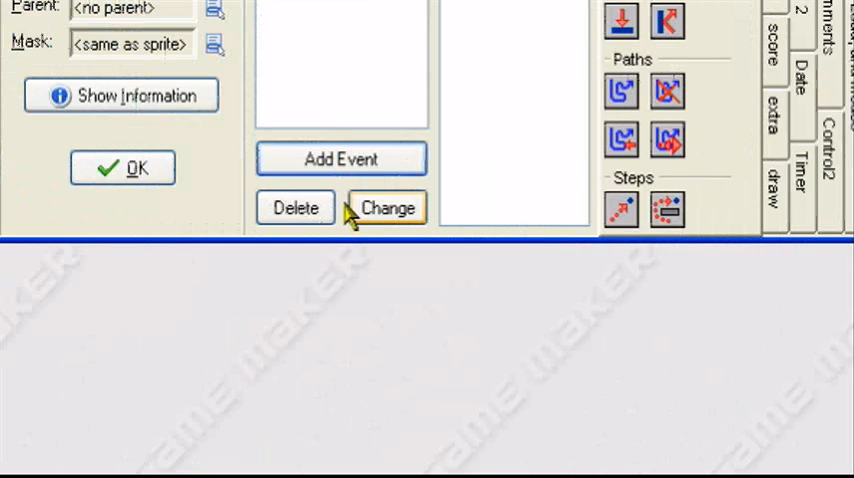 Parent: <no parent>
Mask: <same as sprite>
Show Information
OK
Add Event
Delete
Change
Paths
Steps
score
extra
draw
2
Date
Timer
Control2